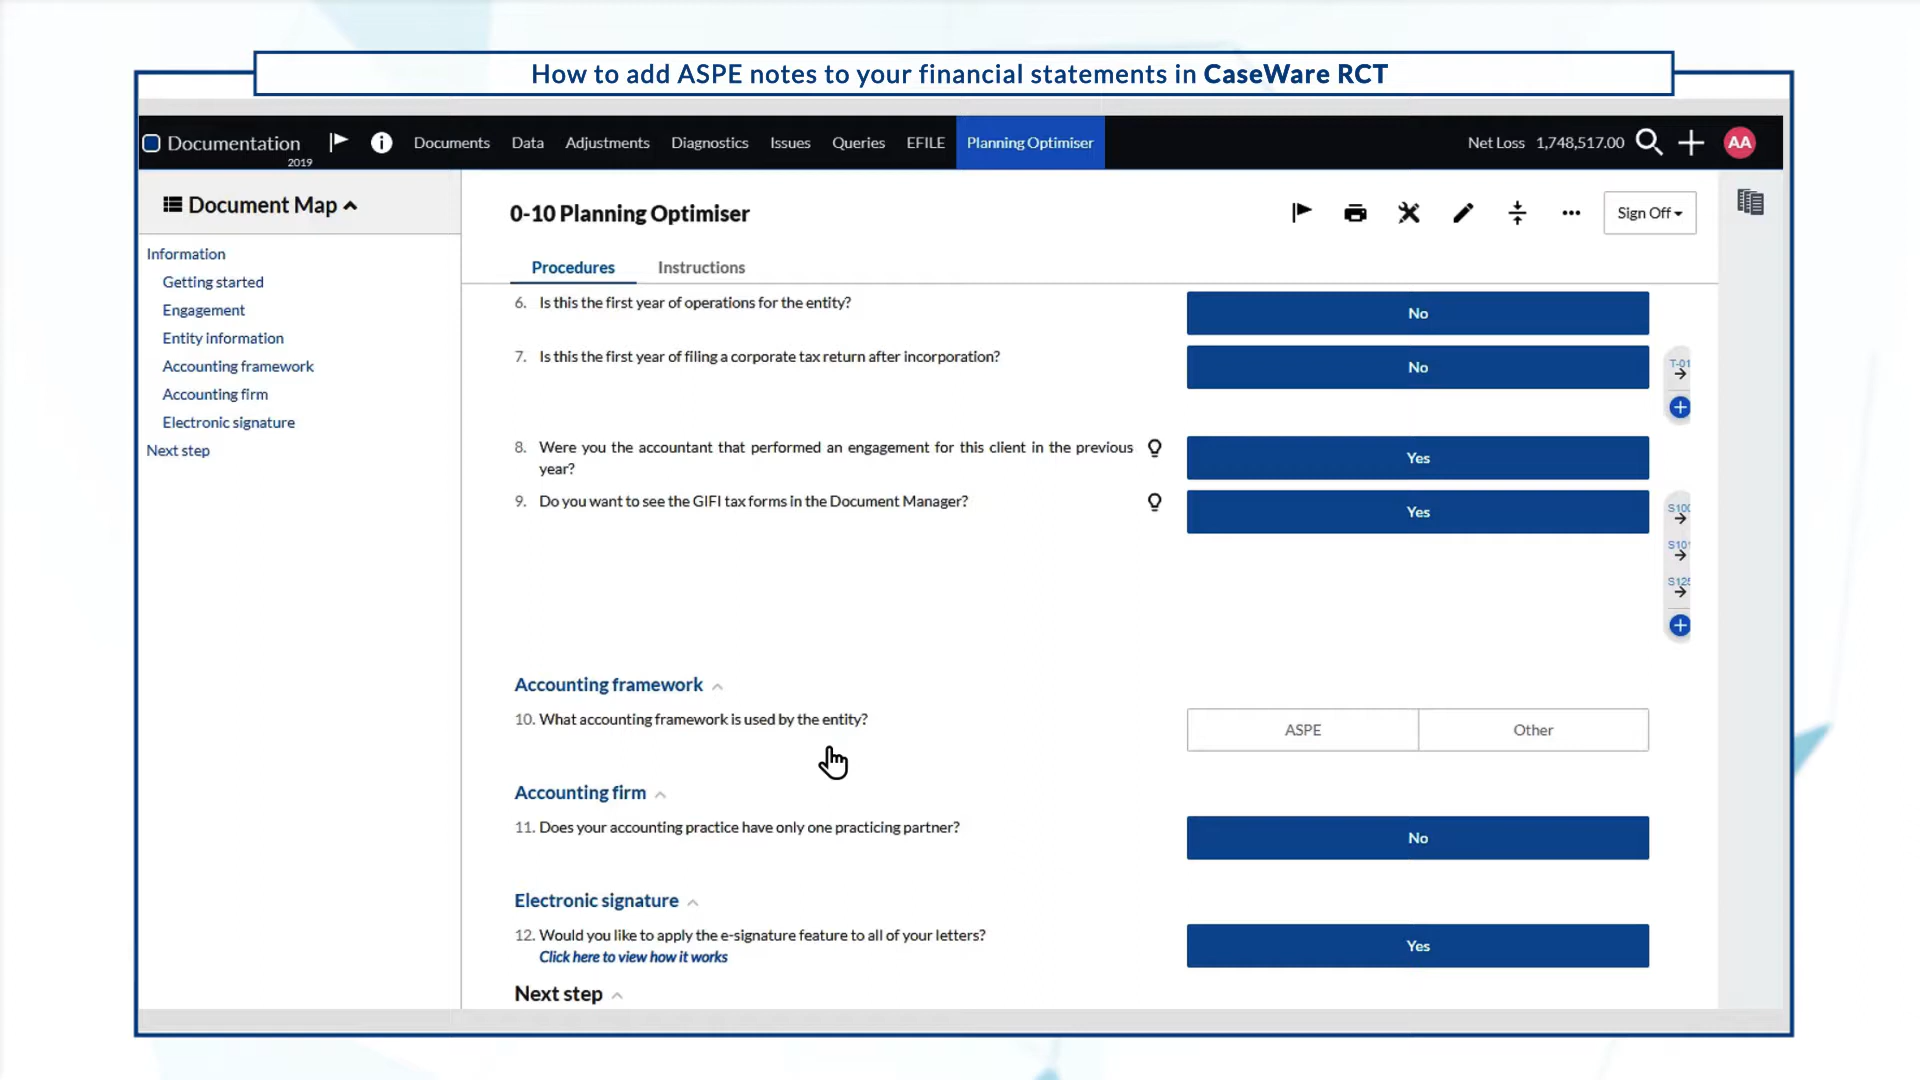 How to add ASPE notes to your financial statements in CaseWare RCT
Documentation
2019
Documents
Data
Adjustments
Diagnostics
Issues
Queries
EFILE
Planning Optimiser
Net Loss 1,748,517.00
AA
Document Map
0-10 Planning Optimiser
Sign Off
Information
Getting started
Engagement
Entity information
Accounting framework
Accounting firm
Electronic signature
Next step
Procedures
Instructions
6. Is this the first year of operations for the entity?
No
7. Is this the first year of filing a corporate tax return after incorporation?
No
T-01
8. Were you the accountant that performed an engagement for this client in the previous
year?
Yes
9. Do you want to see the GIFI tax forms in the Document Manager?
Yes
S100
S101
S125
Accounting framework
10. What accounting framework is used by the entity?
ASPE
Other
Accounting firm
11. Does your accounting practice have only one practicing partner?
No
Electronic signature
12. Would you like to apply the e-signature feature to all of your letters?
Click here to view how it works
Yes
Next step